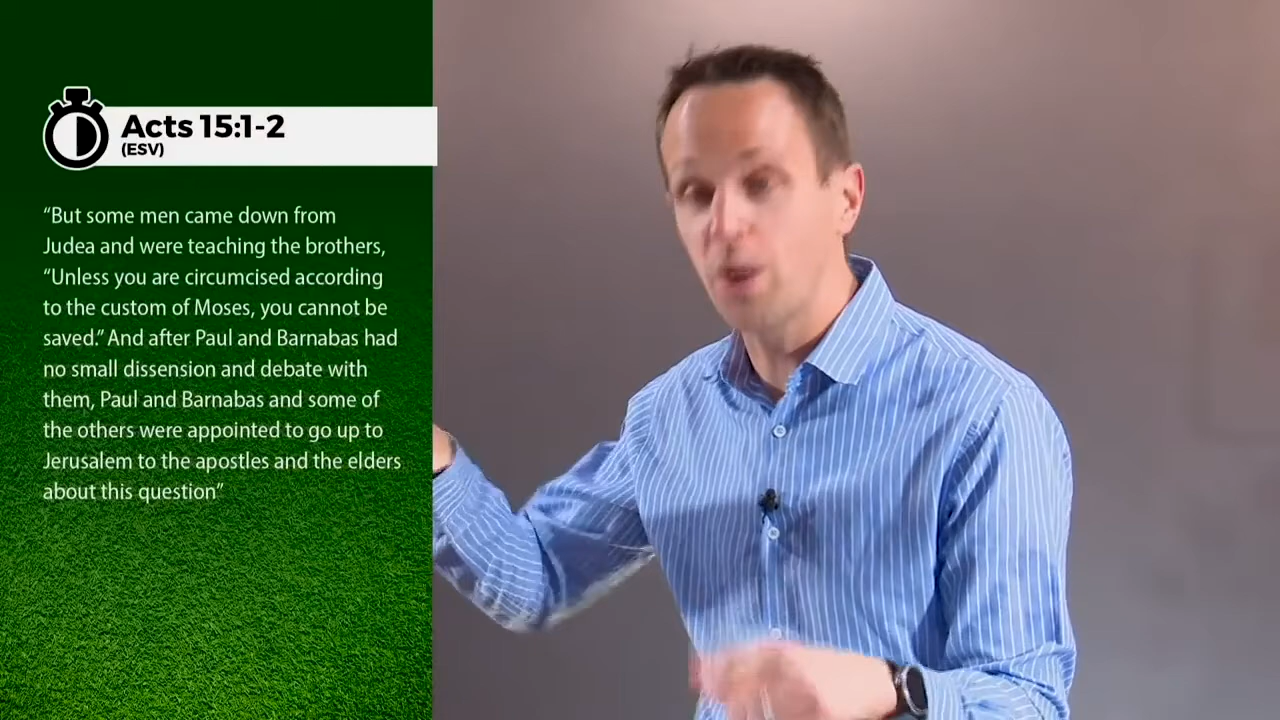 Acts 15:1-2
(ESV)
“But some men came down from
Judea and were teaching the brothers,
“Unless you are circumcised according
to the custom of Moses, you cannot be
saved.” And after Paul and Barnabas had
no small dissension and debate with
them, Paul and Barnabas and some of
the others were appointed to go up to
Jerusalem to the apostles and the elders
about this question”